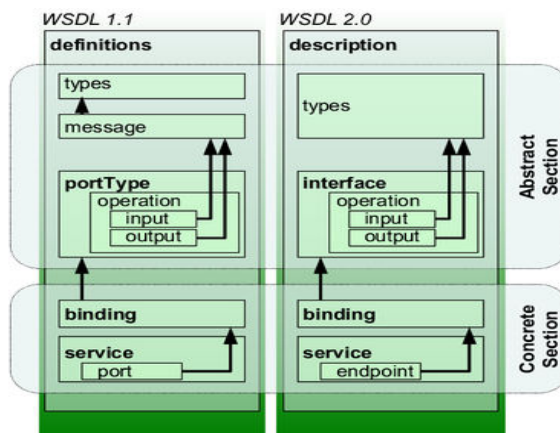 WSDL 1.1
definitions
types
message
portType
operation
input
output
binding
service
port
WSDL 2.0
description
types
interface
operation
input
output
binding
service
endpoint
Abstract
Section
Concrete
Section